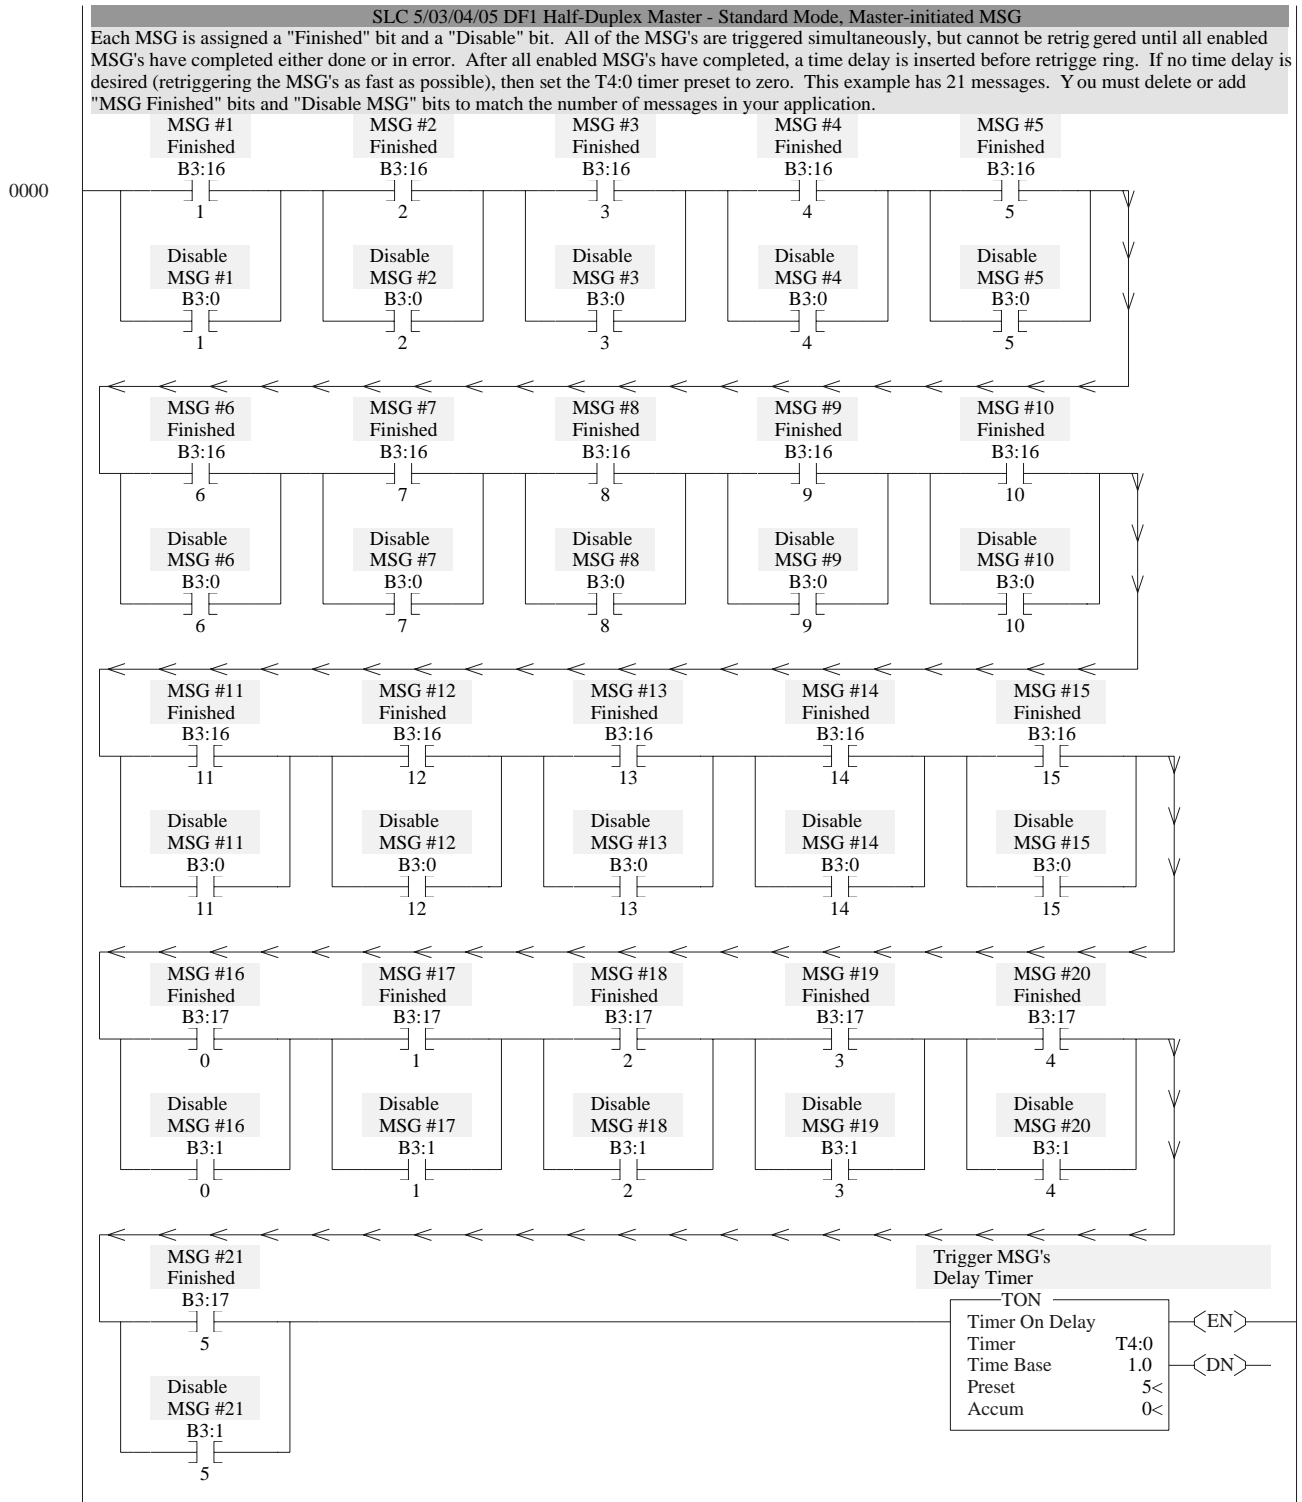 SLC 5/03/04/05 DF1 Half-Duplex Master - Standard Mode, Master-initiated MSG
Each MSG is assigned a "Finished" bit and a "Disable" bit.  All of the MSG's are triggered simultaneously, but cannot be retrig gered until all enabled
MSG's have completed either done or in error.  After all enabled MSG's have completed, a time delay is inserted before retrigge ring.  If no time delay is
desired (retriggering the MSG's as fast as possible), then set the T4:0 timer preset to zero.  This example has 21 messages.  Y ou must delete or add
"MSG Finished" bits and "Disable MSG" bits to match the number of messages in your application.
MSG #1 MSG #2 MSG #3 MSG #4 MSG #5
Finished Finished Finished Finished Finished
B3:16 B3:16 B3:16 B3:16 B3:16
0000
1 2 3 4 5
Disable Disable Disable Disable Disable
MSG #1 MSG #2 MSG #3 MSG #4 MSG #5
B3:0 B3:0 B3:0 B3:0 B3:0
1 2 3 4 5
MSG #6 MSG #7 MSG #8 MSG #9 MSG #10
Finished Finished Finished Finished Finished
B3:16 B3:16 B3:16 B3:16 B3:16
6 7 8 9 10
Disable Disable Disable Disable Disable
MSG #6 MSG #7 MSG #8 MSG #9 MSG #10
B3:0 B3:0 B3:0 B3:0 B3:0
6 7 8 9 10
MSG #11 MSG #12 MSG #13 MSG #14 MSG #15
Finished Finished Finished Finished Finished
B3:16 B3:16 B3:16 B3:16 B3:16
11 12 13 14 15
Disable Disable Disable Disable Disable
MSG #11 MSG #12 MSG #13 MSG #14 MSG #15
B3:0 B3:0 B3:0 B3:0 B3:0
11 12 13 14 15
MSG #16 MSG #17 MSG #18 MSG #19 MSG #20
Finished Finished Finished Finished Finished
B3:17 B3:17 B3:17 B3:17 B3:17
0 1 2 3 4
Disable Disable Disable Disable Disable
MSG #16 MSG #17 MSG #18 MSG #19 MSG #20
B3:1 B3:1 B3:1 B3:1 B3:1
0 1 2 3 4
MSG #21
Finished
B3:17
5
Disable
MSG #21
B3:1
5
Trigger MSG's
Delay Timer
TON
Timer On Delay EN
Timer T4:0
Time Base 1.0 DN
Preset 5<
Accum 0<